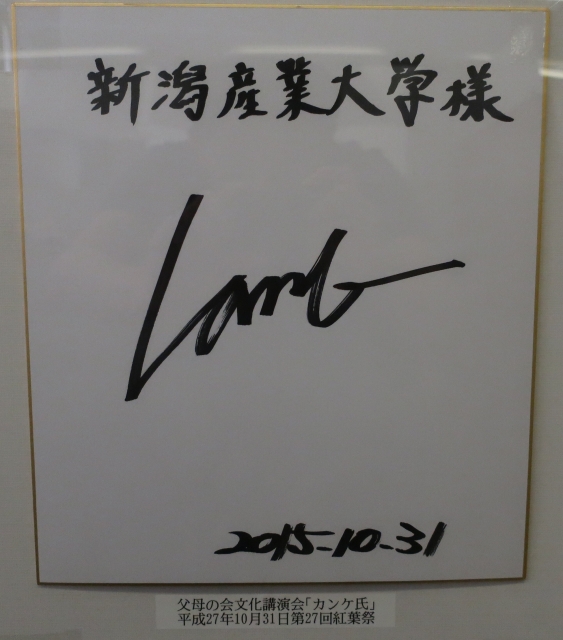 新潟産業大学様
2015-10-31
父母の会文化講演会「カンケ氏」
平成27年10月31日第27回紅葉祭